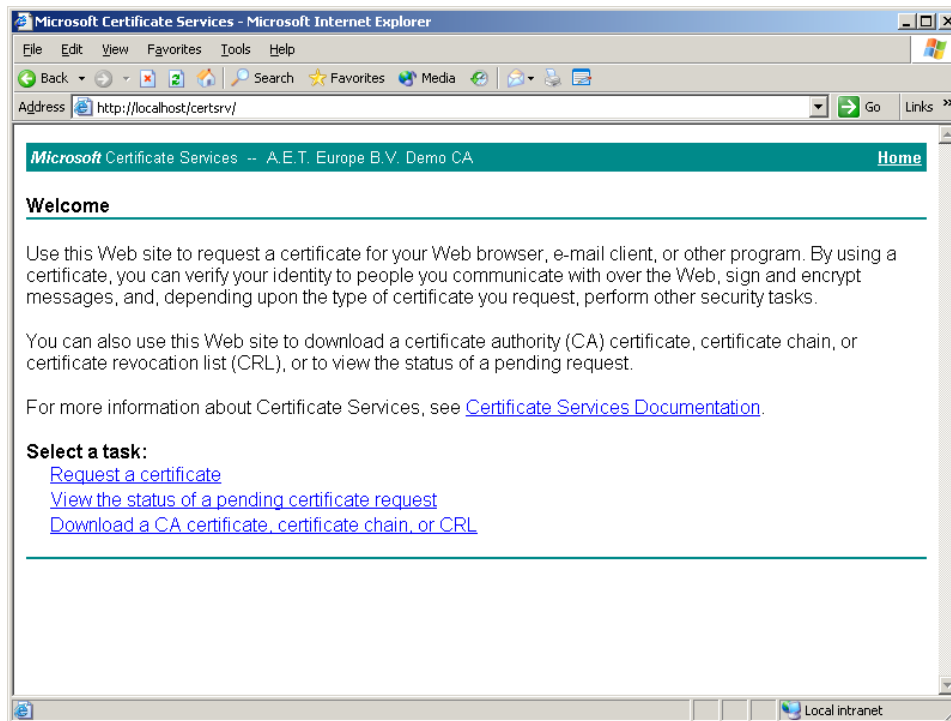 Microsoft Certificate Services - Microsoft Internet Explorer
File Edit View Favorites Tools Help
Back Search Favorites Media
Address http://localhost/certsrv/ Go Links »
Microsoft Certificate Services -- A.E.T. Europe B.V. Demo CA Home
Welcome
Use this Web site to request a certificate for your Web browser, e-mail client, or other program. By using a
certificate, you can verify your identity to people you communicate with over the Web, sign and encrypt
messages, and, depending upon the type of certificate you request, perform other security tasks.
You can also use this Web site to download a certificate authority (CA) certificate, certificate chain, or
certificate revocation list (CRL), or to view the status of a pending request.
For more information about Certificate Services, see Certificate Services Documentation.
Select a task:
Request a certificate
View the status of a pending certificate request
Download a CA certificate, certificate chain, or CRL
Local intranet